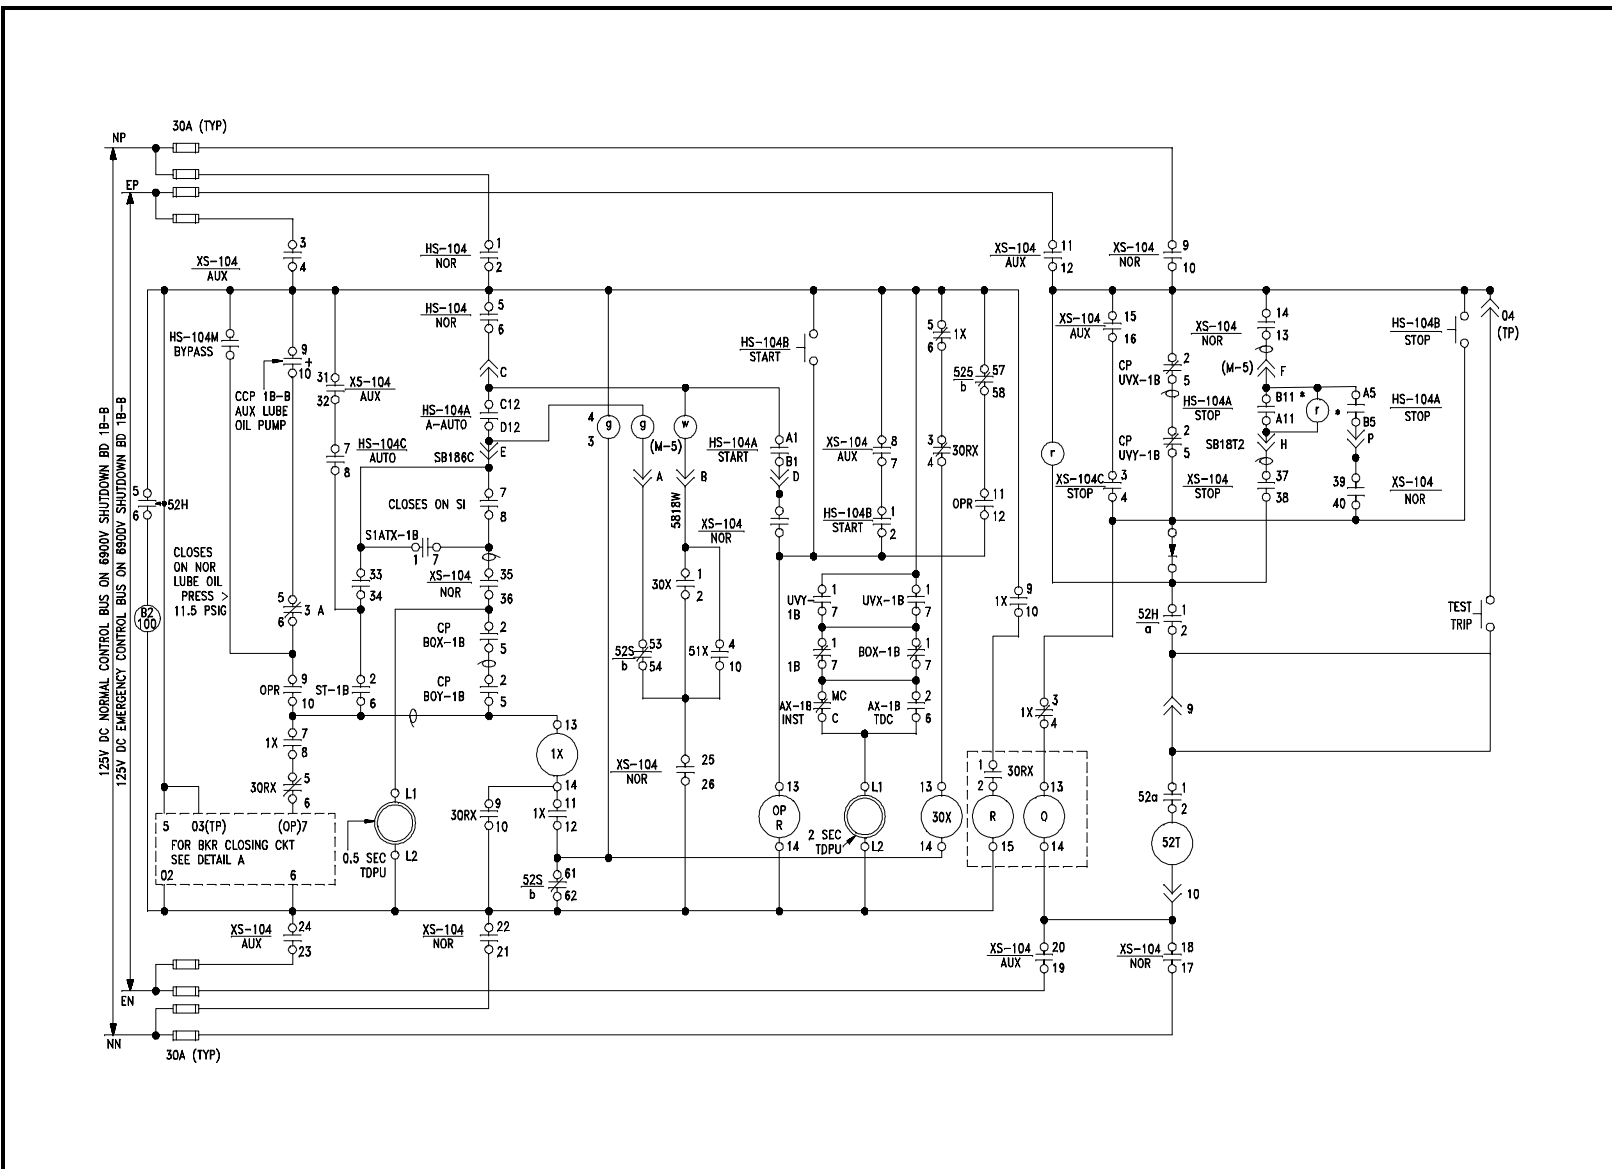 30A (TYP)
NP
EP
125V DC NORMAL CONTROL BUS ON 6900V SHUTDOWN BD 1B-B
125V DC EMERGENCY CONTROL BUS ON 6900V SHUTDOWN BD 1B-B
3
XS-104
AUX
4
HS-104
NOR
1
2
XS-104
AUX
11
12
XS-104
NOR
9
10
HS-104
NOR
5
6
HS-104M
BYPASS
9
+
10
CCP 1B-B
AUX LUBE
OIL PUMP
31
32
XS-104
AUX
7
8
HS-104C
AUTO
C
HS-104A
A-AUTO
C12
D12
SB186C
E
CLOSES ON SI
7
8
S1ATX-1B
1
7
33
34
XS-104
NOR
35
36
5
6
52H
CLOSES
ON NOR
LUBE OIL
PRESS >
11.5 PSIG
B2
100
5
3 A
6
CP
BOX-1B
2
5
CP
BOY-1B
2
5
OPR
9
10
ST-1B
2
6
1X
7
8
30RX
5
6
5
03(TP)
(OP)7
FOR BKR CLOSING CKT
SEE DETAIL A
02
6
L1
0.5 SEC
TDPU
L2
30RX
9
10
13
1X
14
1X
11
12
52S
b
61
62
4
g
3
g
w
(M-5)
A
B
5818W
XS-104
NOR
30X
1
2
52S
b
53
54
51X
4
10
XS-104
NOR
25
26
HS-104A
START
A1
B1
D
HS-104B
START
XS-104
AUX
8
7
HS-104B
START
1
2
5
1X
6
525
b
57
58
3
30RX
4
OPR
11
12
UVY-
1B
1
7
UVX-1B
1
7
1B
1
7
BOX-1B
1
7
AX-1B
INST
MC
C
AX-1B
TDC
2
6
1X
9
10
13
OP
R
14
L1
2 SEC
TDPU
L2
13
30X
14
1
30RX
2
R
15
1X
3
4
13
O
14
r
XS-104
AUX
15
16
XS-104C
STOP
3
4
CP
UVX-1B
2
5
HS-104A
STOP
CP
UVY-1B
2
5
XS-104
STOP
XS-104
NOR
14
13
(M-5)
F
B11
*
A11
r
*
SB18T2
H
37
38
A5
B5
P
HS-104A
STOP
39
40
XS-104
NOR
HS-104B
STOP
04
(TP)
TEST
TRIP
52H
a
1
2
9
52a
1
2
52T
10
XS-104
AUX
24
23
XS-104
NOR
22
21
XS-104
AUX
20
19
XS-104
NOR
18
17
EN
NN
30A (TYP)